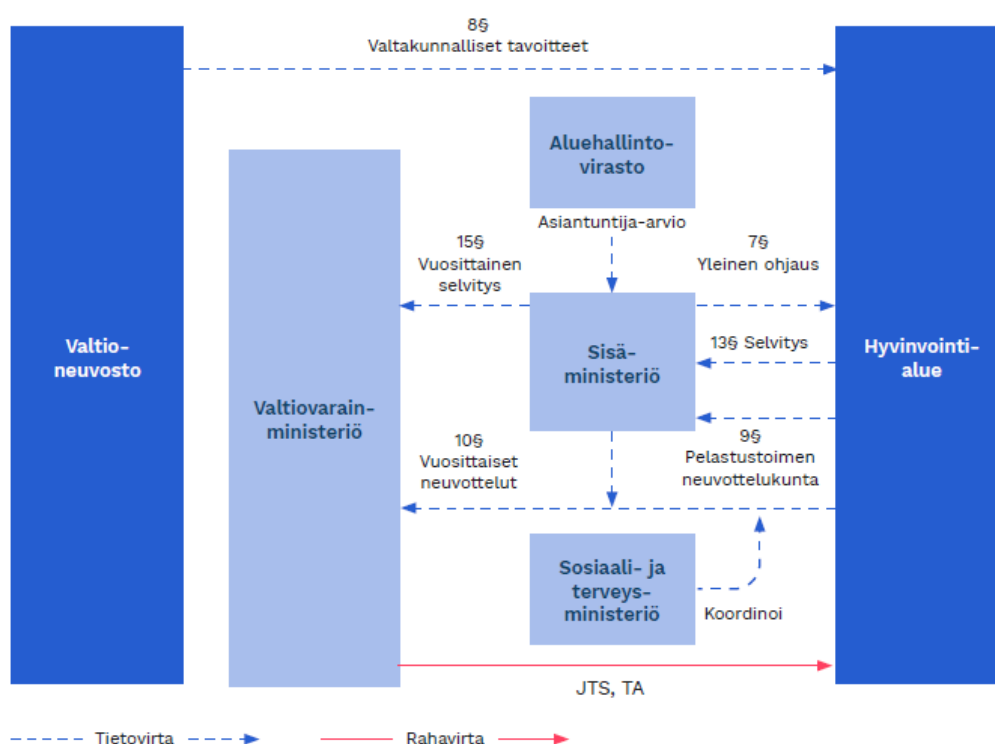 8§
Valtakunnalliset tavoitteet
Valtio-
neuvosto
Valtiovarain-
ministeriö
Aluehallinto-
virasto
Asiantuntija-arvio
15§
Vuosittainen
selvitys
7§
Yleinen ohjaus
Sisä-
ministeriö
13§ Selvitys
Hyvinvointi-
alue
10§
Vuosittaiset
neuvottelut
9§
Pelastustoimen
neuvottelukunta
Sosiaali- ja
terveys-
ministeriö
Koordinoi
JTS, TA
Tietovirta
Rahavirta